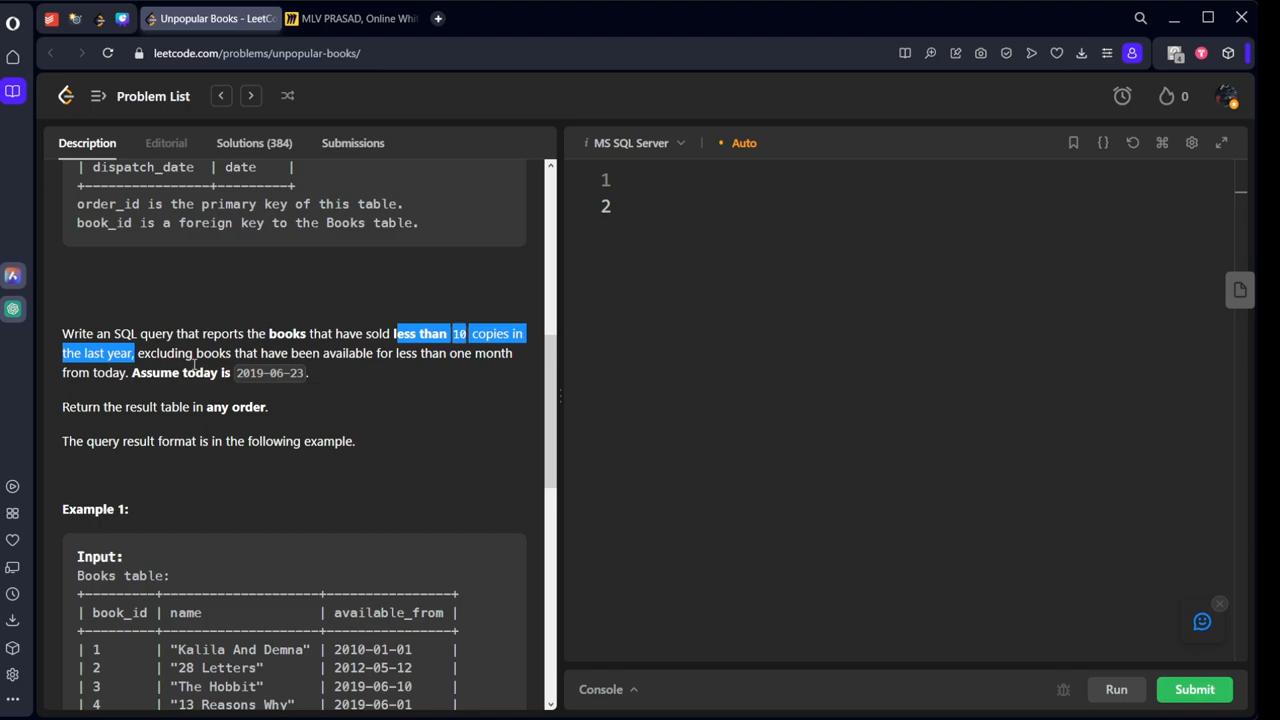 Unpopular Books - LeetC
MLV PRASAD, Online Whit
leetcode.com/problems/unpopular-books/
4
Problem List
0
Description
Editorial
Solutions (384)
Submissions
i MS SQL Server
• Auto
| dispatch_date | date |
+----------------+---------+
order_id is the primary key of this table.
book_id is a foreign key to the Books table.
Write an SQL query that reports the books that have sold less than 10 copies in
the last year, excluding books that have been available for less than one month
from today. Assume today is 2019-06-23.
Return the result table in any order.
The query result format is in the following example.
Example 1:
Input:
Books table:
+---------+--------------------+----------------+
| book_id | name | available_from |
+---------+--------------------+----------------+
| 1 | "Kalila And Demna" | 2010-01-01 |
| 2 | "28 Letters" | 2012-05-12 |
| 3 | "The Hobbit" | 2019-06-10 |
| 4 | "13 Reasons Why" | 2019-06-01 |
1
2
Console
Run
Submit